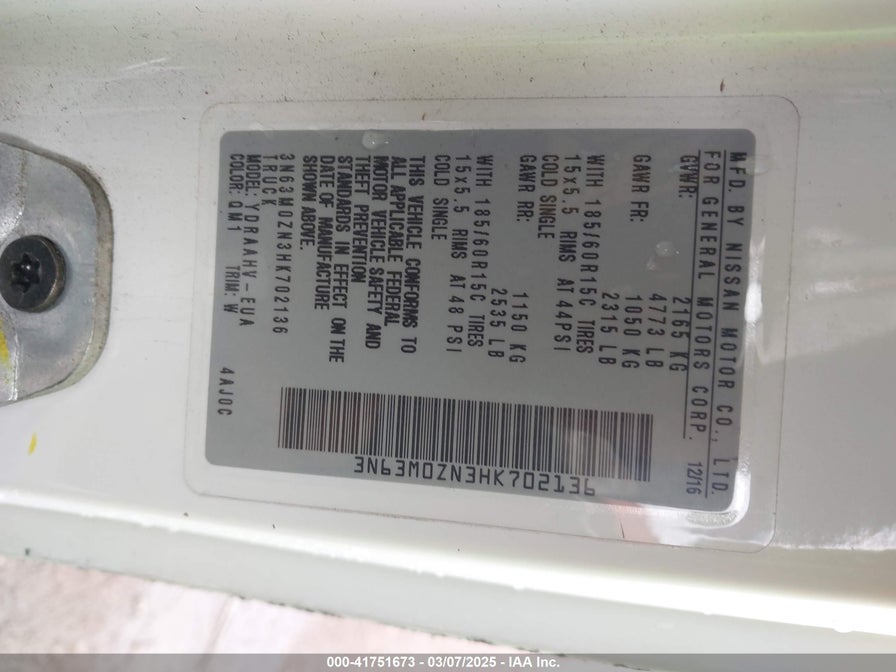 MFD. BY NISSAN MOTOR CO., LTD.
FOR GENERAL MOTORS CORP. 12/16
GVWR: 2165 KG
4773 LB
GAWR FR: 1050 KG
2315 LB
WITH 185/60R15C TIRES
15x5.5 RIMS AT 44PSI
COLD SINGLE
GAWR RR: 1150 KG
2535 LB
WITH 185/60R15C TIRES
15x5.5 RIMS AT 48 PSI
COLD SINGLE
THIS VEHICLE CONFORMS TO
ALL APPLICABLE FEDERAL
MOTOR VEHICLE SAFETY AND
THEFT PREVENTION
STANDARDS IN EFFECT ON THE
DATE OF MANUFACTURE
SHOWN ABOVE.
3N63M0ZN3HK702136
TRUCK
MODEL: YDRAAHV-EUA
COLOR: QM1 TRIM: W
4AJ0C
3N63M0ZN3HK702136
000-41751673 - 03/07/2025 - IAA Inc.